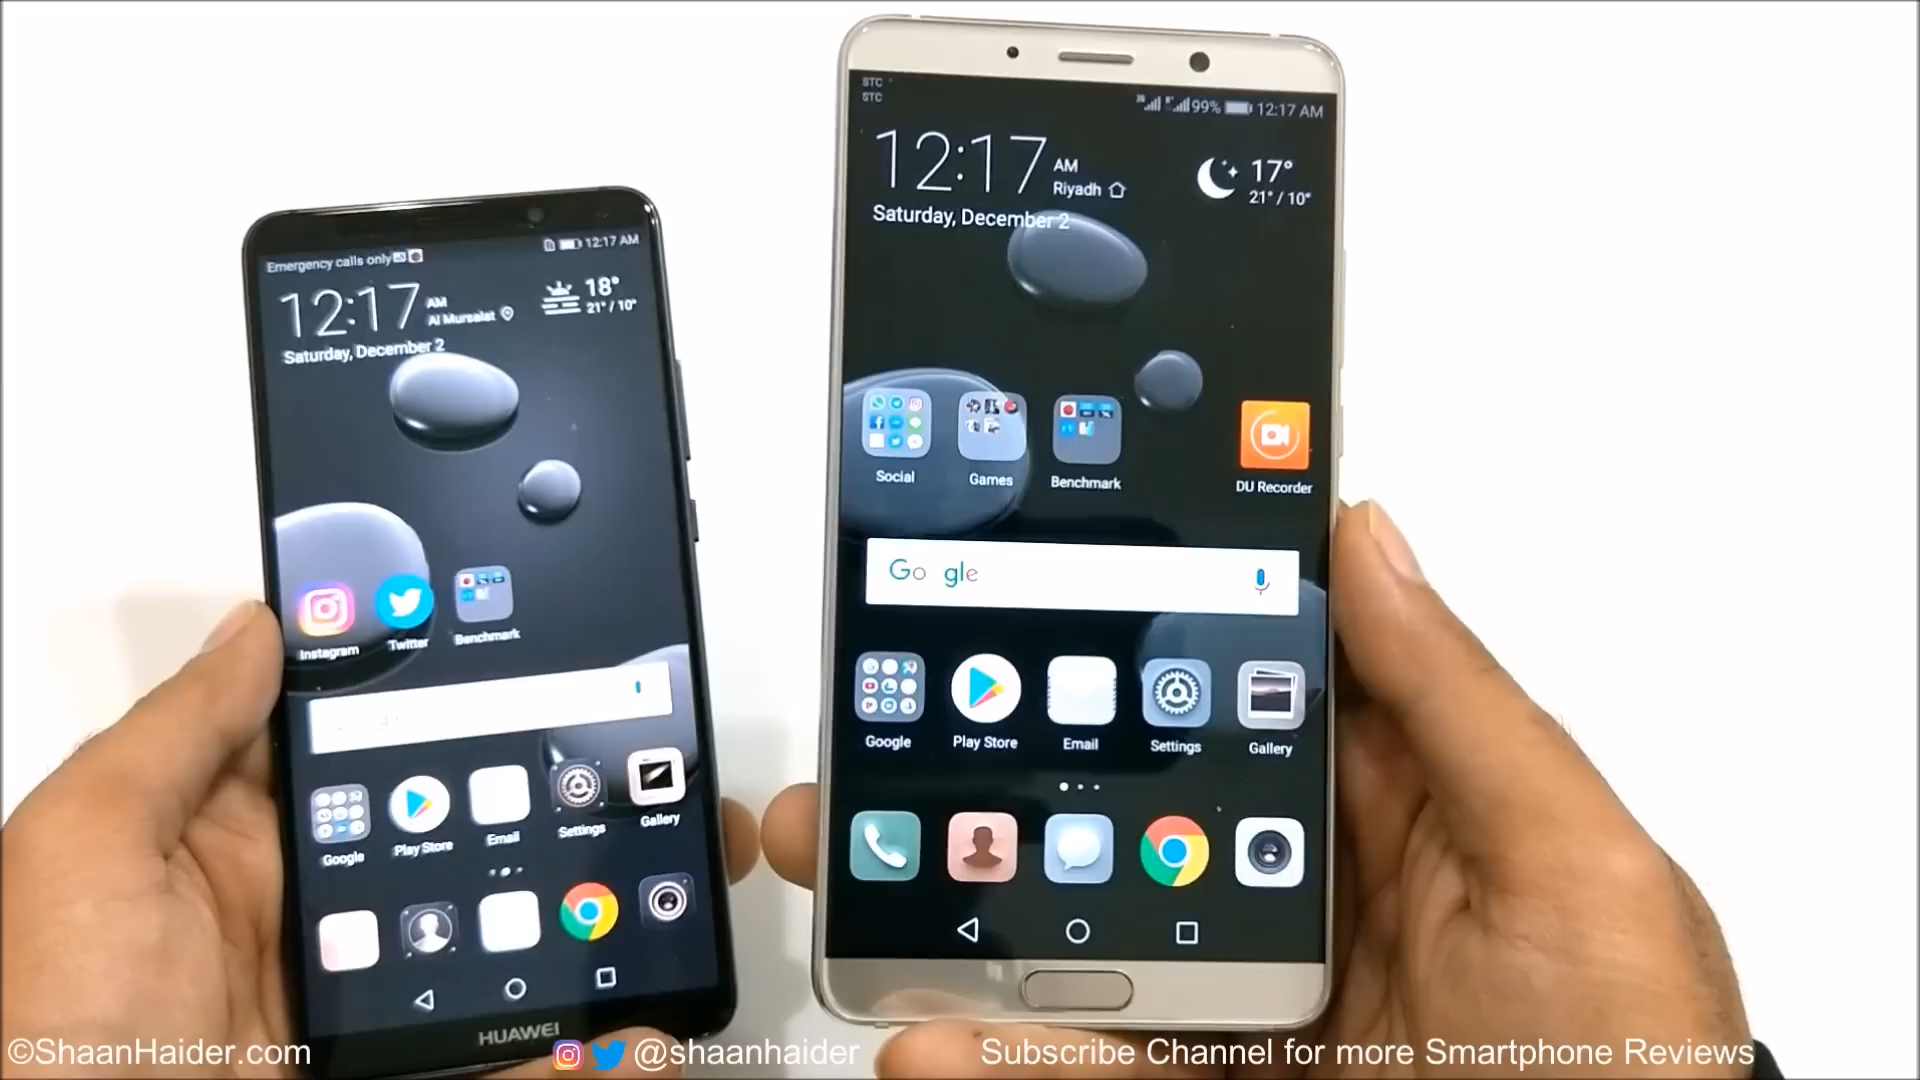 Emergency calls only
12:17 AM
12:17 AM
Al Mursalat
18°
21° / 10°
Saturday, December 2
Instagram
Twitter
Benchmark
Google
Play Store
Email
Settings
Gallery
HUAWEI
STC
STC
99% 12:17 AM
12:17 AM
Riyadh
17°
21° / 10°
Saturday, December 2
Social
Games
Benchmark
DU Recorder
Go gle
Google
Play Store
Email
Settings
Gallery
©ShaanHaider.com
@shaanhaider
Subscribe Channel for more Smartphone Reviews